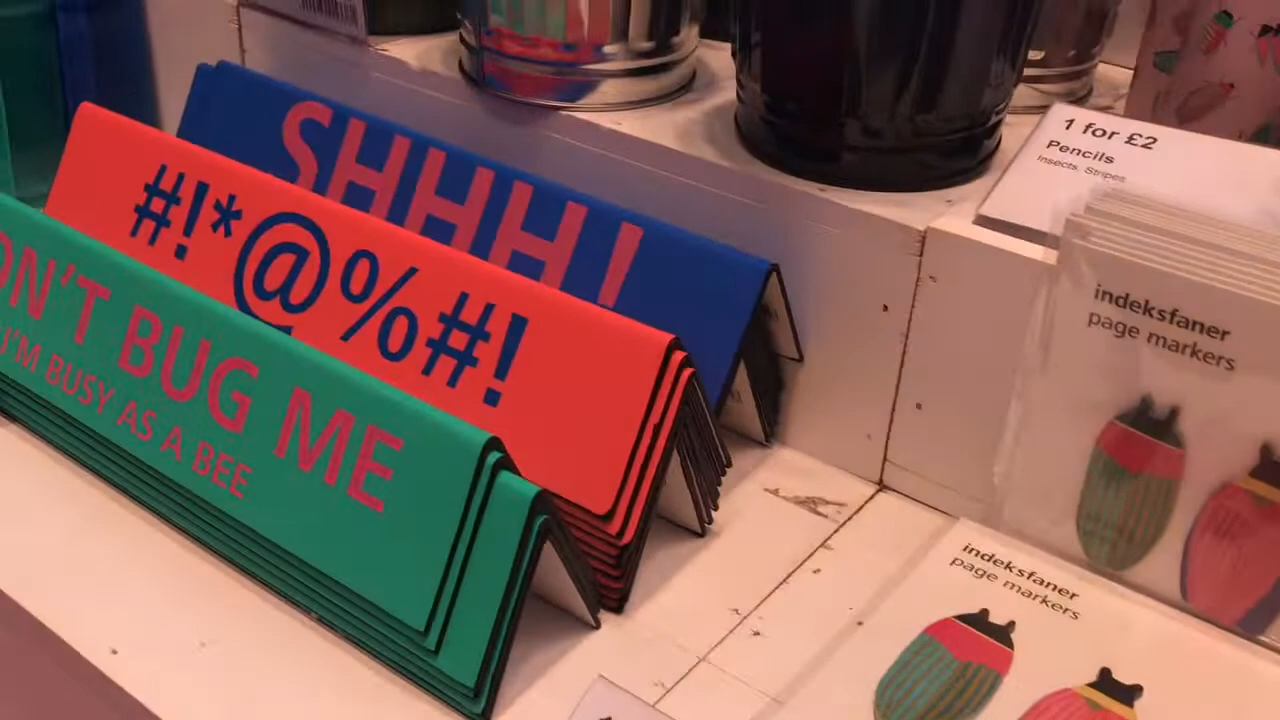 SHHH!
#!*@%#!
ON'T BUG ME
I'M BUSY AS A BEE
1 for £2
Pencils
Insects, Stripes
indeksfaner
page markers
indeksfaner
page markers